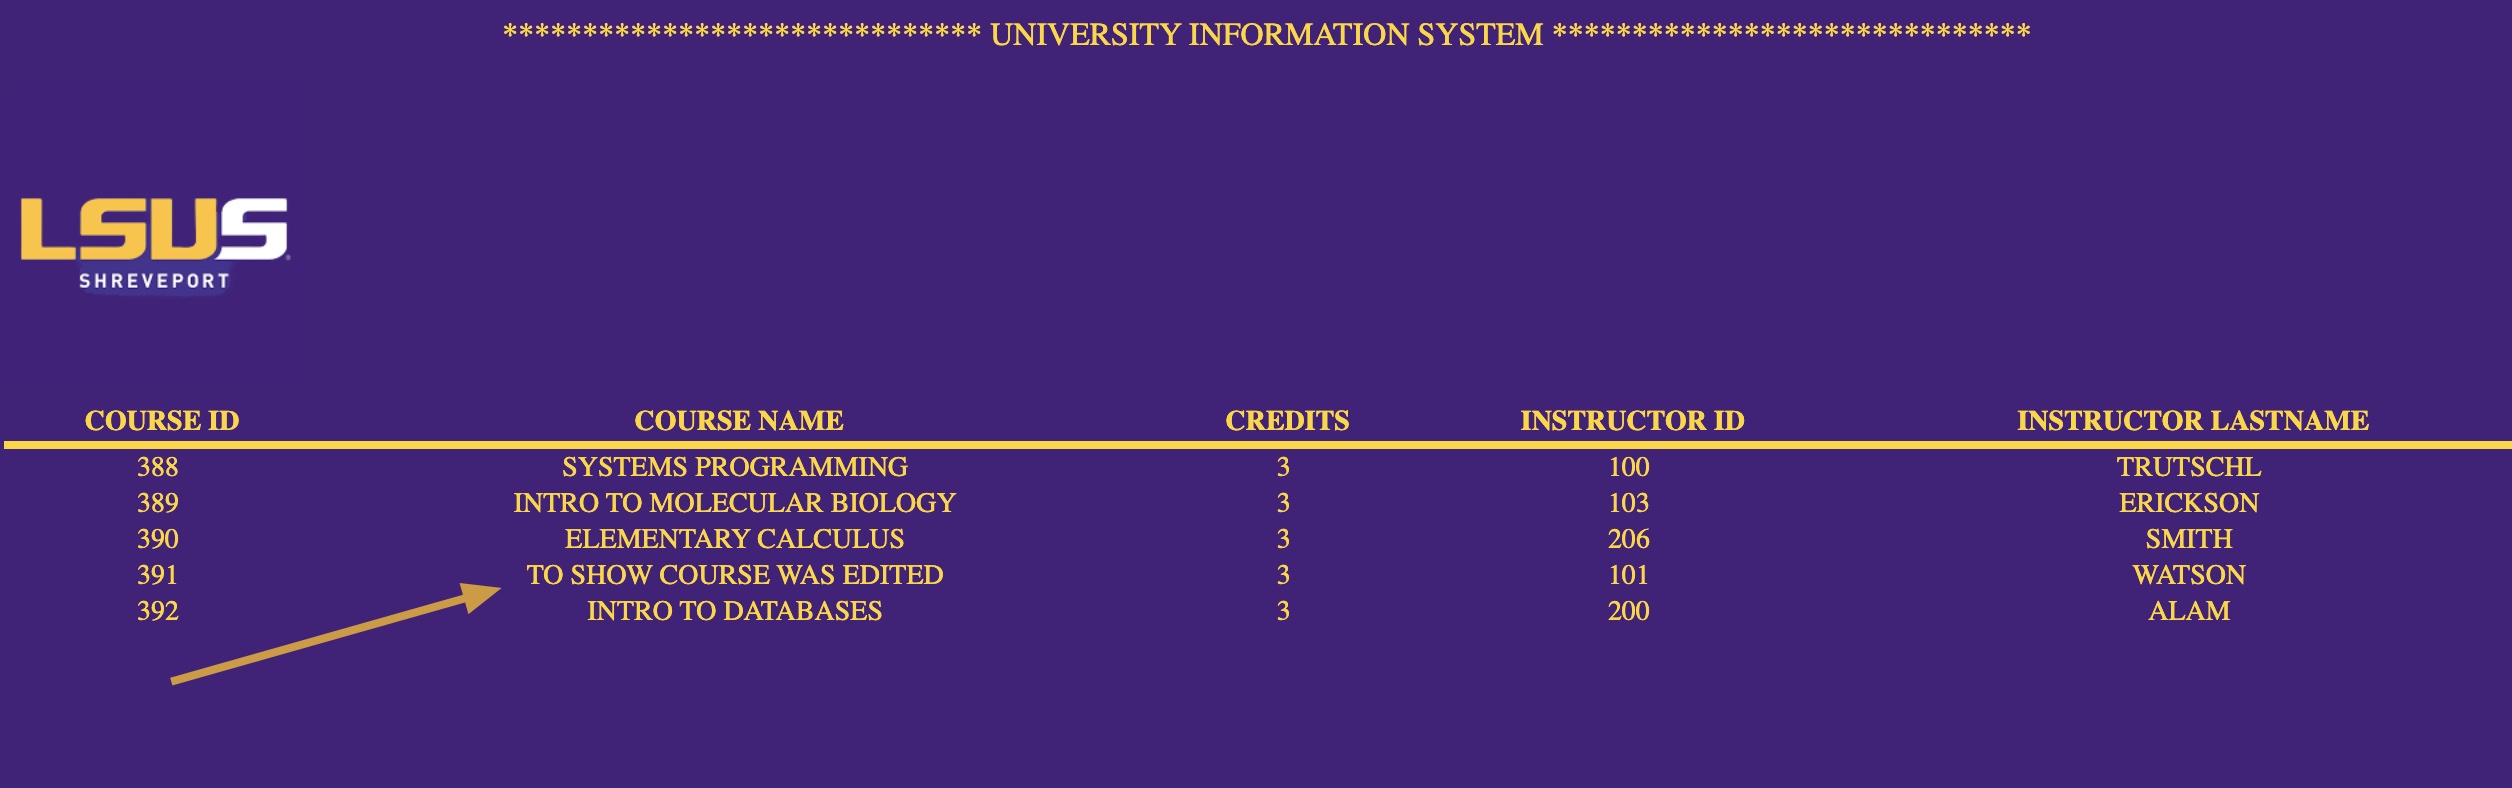 ****************************** UNIVERSITY INFORMATION SYSTEM ******************************
LSUS
SHREVEPORT
COURSE ID COURSE NAME CREDITS INSTRUCTOR ID INSTRUCTOR LASTNAME
388 SYSTEMS PROGRAMMING 3 100 TRUTSCHL
389 INTRO TO MOLECULAR BIOLOGY 3 103 ERICKSON
390 ELEMENTARY CALCULUS 3 206 SMITH
391 TO SHOW COURSE WAS EDITED 3 101 WATSON
392 INTRO TO DATABASES 3 200 ALAM